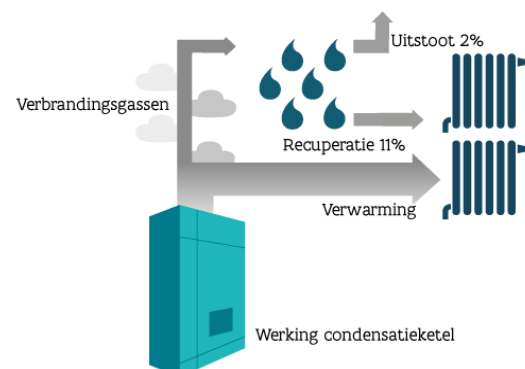 Uitstoot 2%
Verbrandingsgassen
Recuperatie 11%
Verwarming
Werking condensatieketel